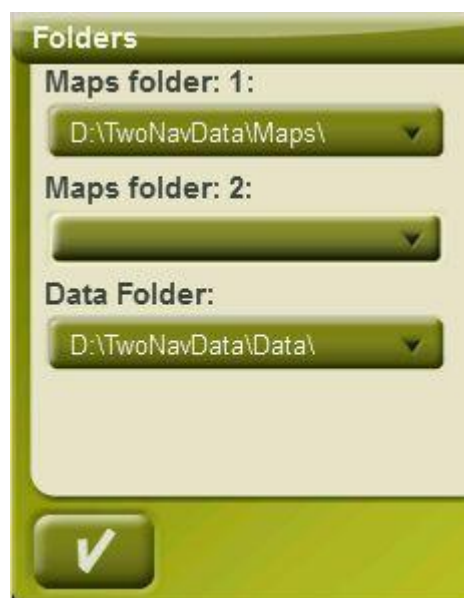 Folders
Maps folder: 1:
D:\TwoNavData\Maps\
Maps folder: 2:
Data Folder:
D:\TwoNavData\Data\